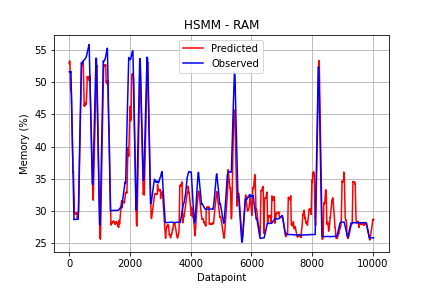 HSMM - RAM
Predicted
Observed
Memory (%)
55
50
45
40
35
30
25
0
2000
4000
6000
8000
10000
Datapoint